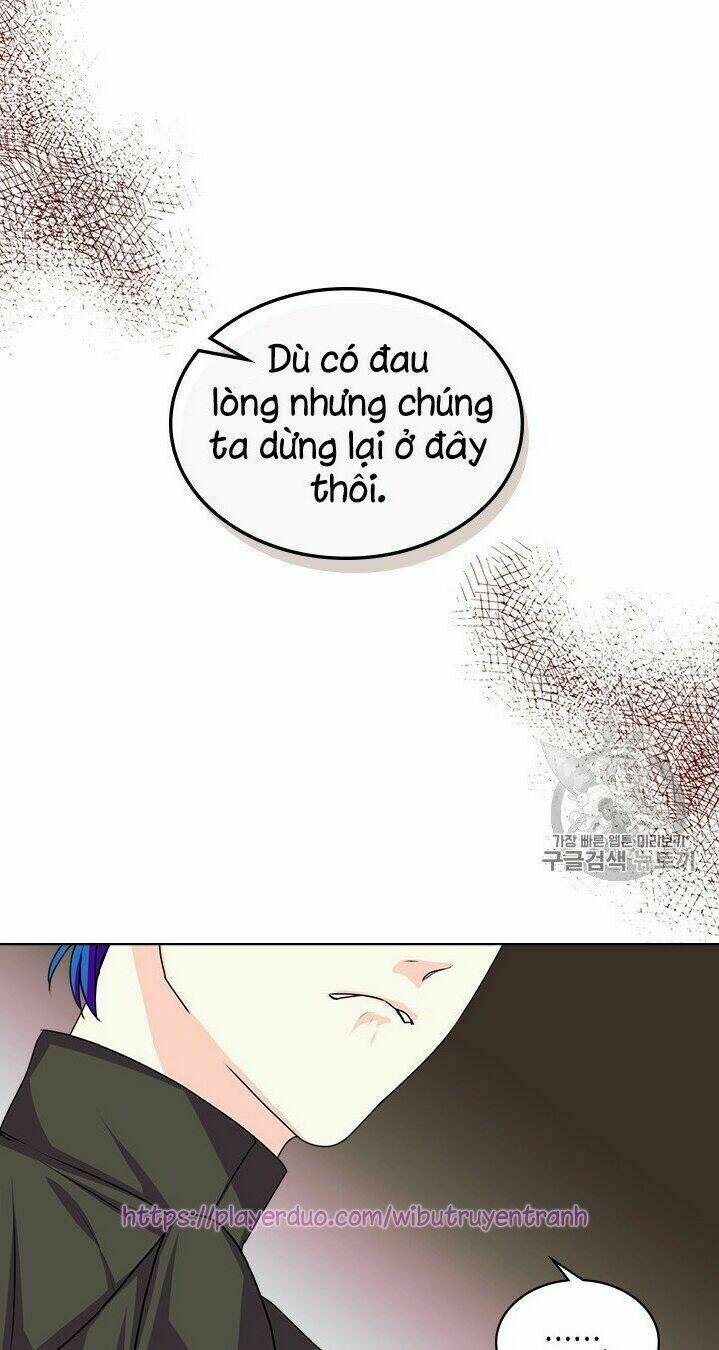 Dù có đau
lòng nhưng chúng
ta dừng lại ở đây
thôi.
가장 빠른 웹툰 미리보기
구글검색 뉴토끼
https://playerduo.com/wibutruyentranh
......